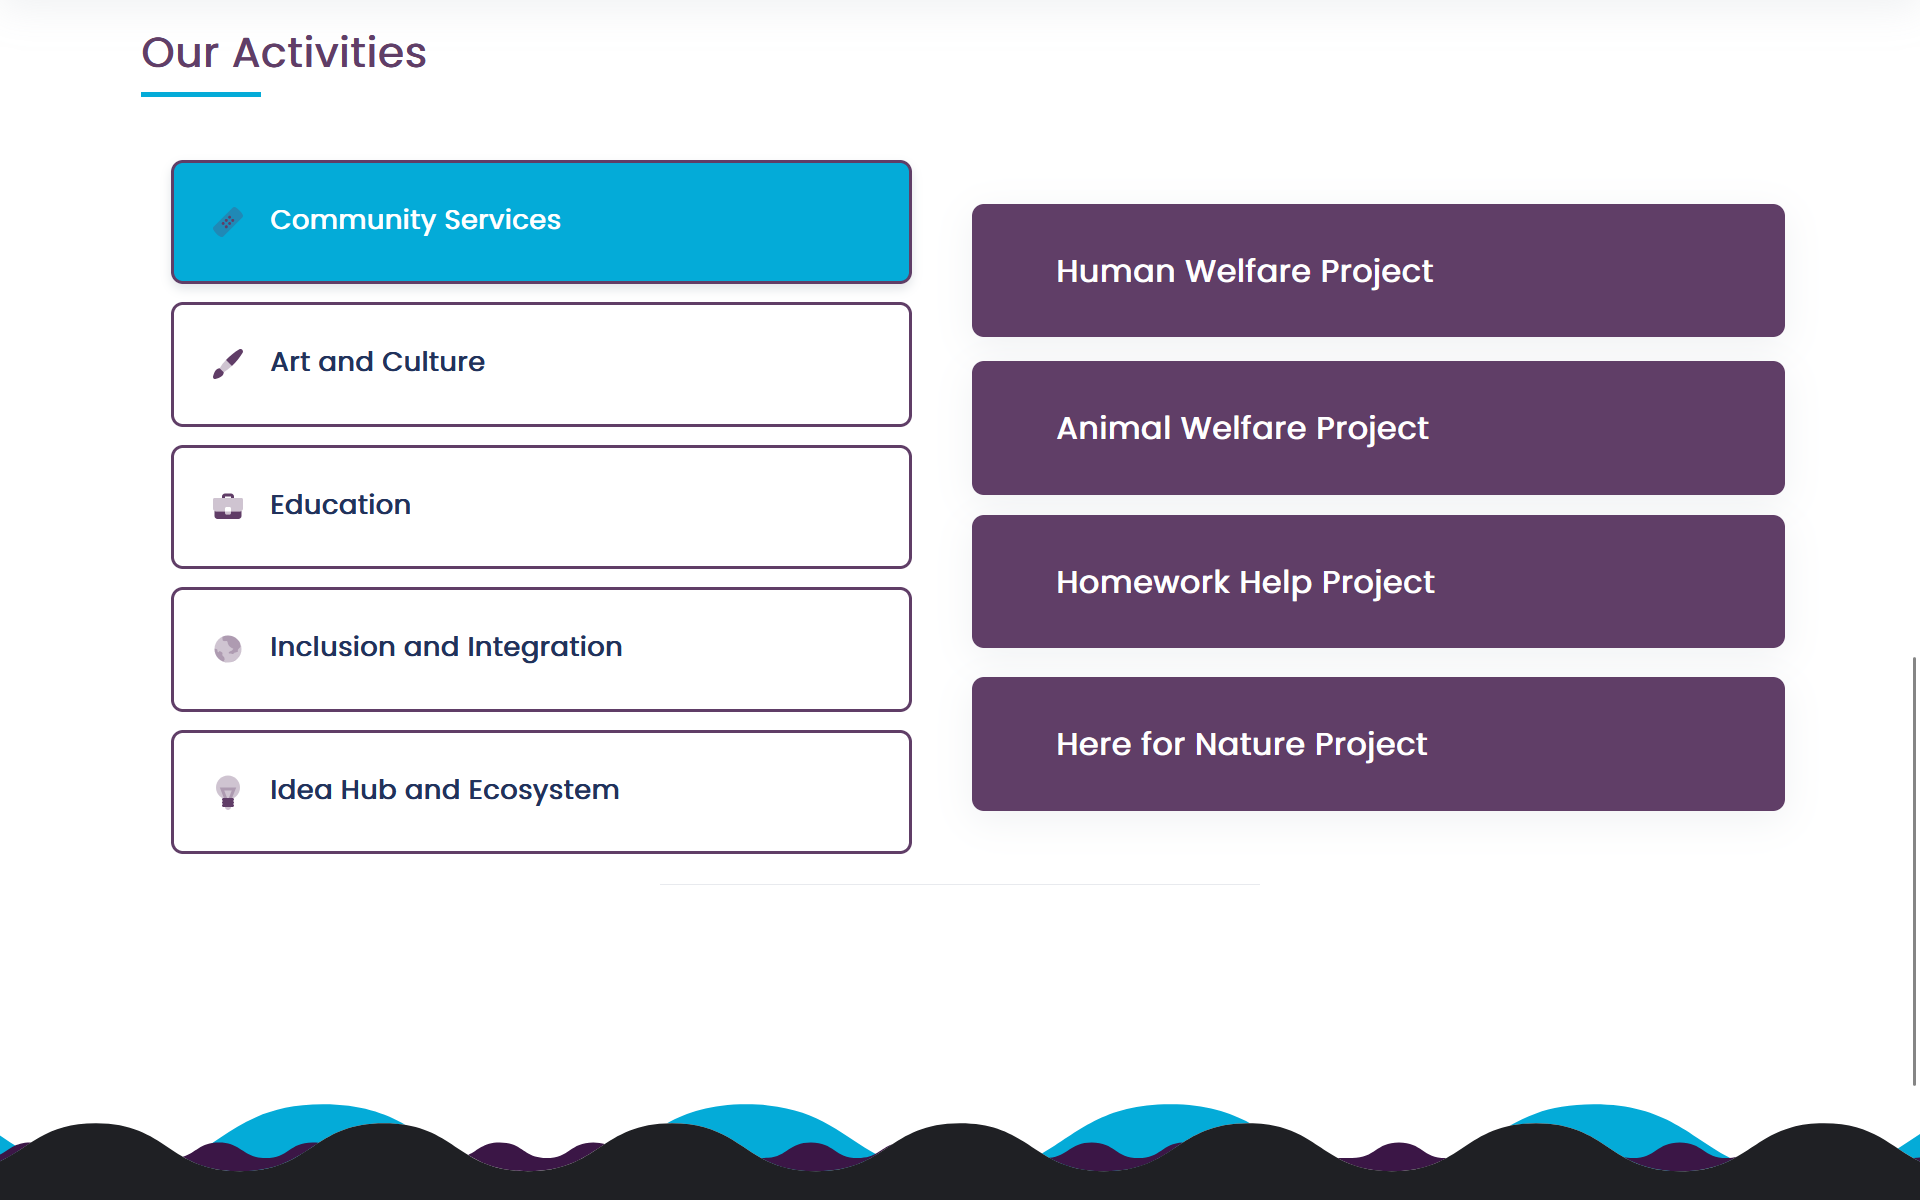 Our Activities
Community Services
Art and Culture
Education
Inclusion and Integration
Idea Hub and Ecosystem
Human Welfare Project
Animal Welfare Project
Homework Help Project
Here for Nature Project